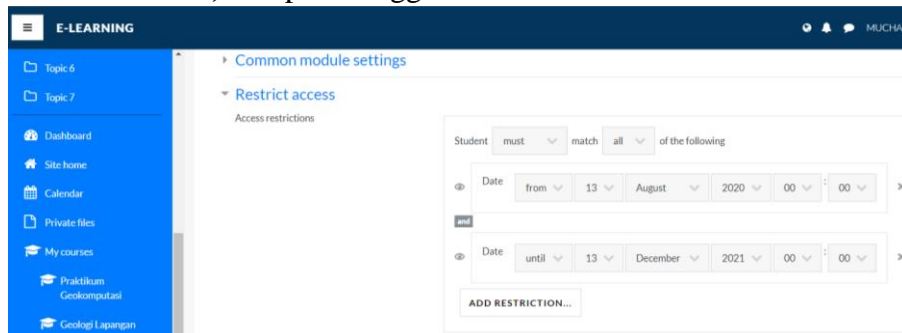 E-LEARNING
MUCHA
Topic 6
Topic 7
Dashboard
Site home
Calendar
Private files
My courses
Praktikum
Geokomputasi
Geologi Lapangan
Common module settings
Restrict access
Access restrictions
Student must match all of the following
Date from 13 August 2020 00 : 00
and
Date until 13 December 2021 00 : 00
ADD RESTRICTION...